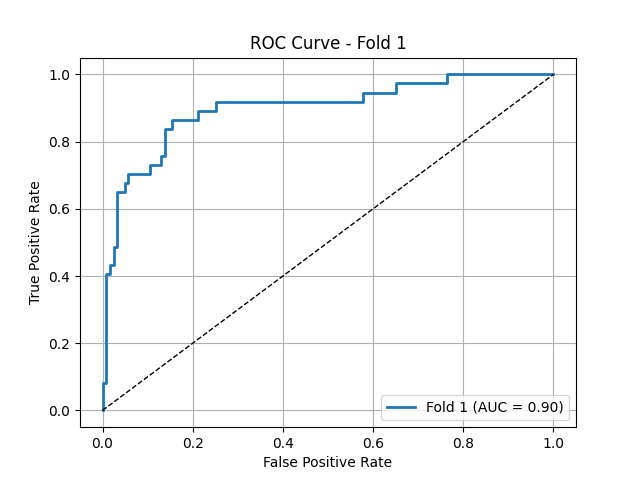 ROC Curve - Fold 1
1.0
0.8
0.6
0.4
0.2
0.0
True Positive Rate
Fold 1 (AUC = 0.90)
0.0 0.2 0.4 0.6 0.8 1.0
False Positive Rate